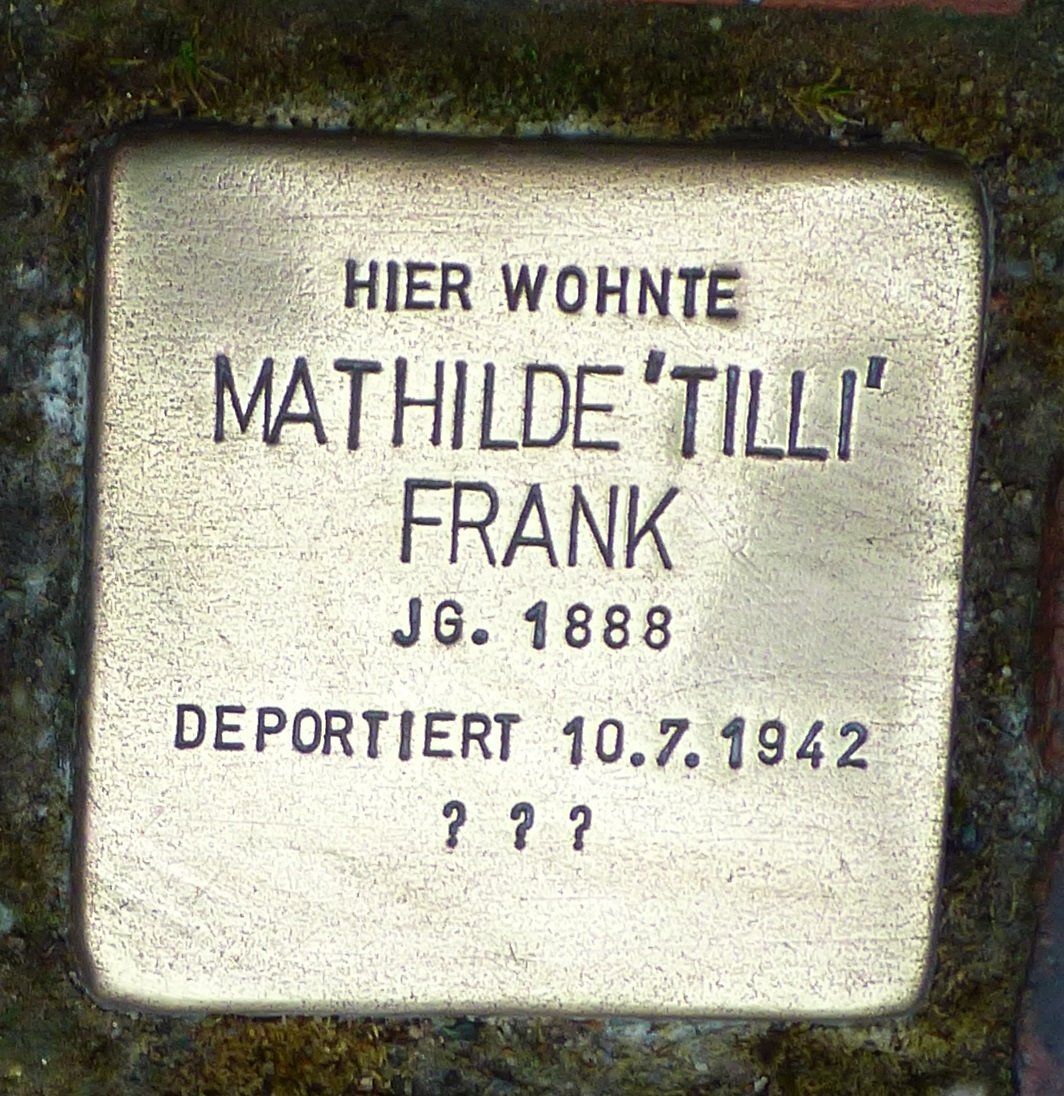 HIER WOHNTE
MATHILDE 'TILLI'
FRANK
JG. 1888
DEPORTIERT 10.7.1942
? ? ?